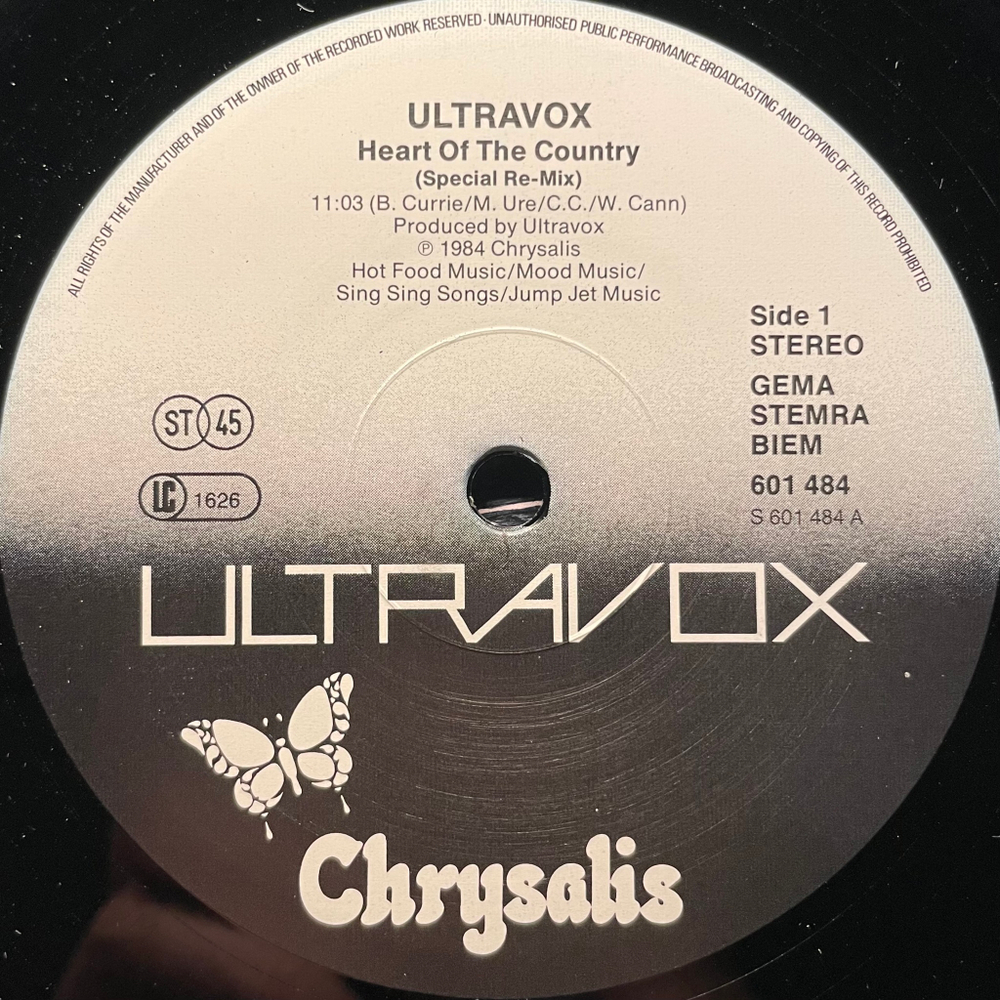 ALL RIGHTS OF THE MANUFACTURER AND OF THE OWNER OF THE RECORDED WORK RESERVED · UNAUTHORISED PUBLIC PERFORMANCE BROADCASTING AND COPYING OF THIS RECORD PROHIBITED
ULTRAVOX
Heart Of The Country
(Special Re-Mix)
11:03 (B. Currie/M. Ure/C.C./W. Cann)
Produced by Ultravox
℗ 1984 Chrysalis
Hot Food Music/Mood Music/
Sing Sing Songs/Jump Jet Music
Side 1
STEREO
GEMA
STEMRA
BIEM
601 484
S 601 484 A
ST 45
LC 1626
ULTRAVOX
Chrysalis